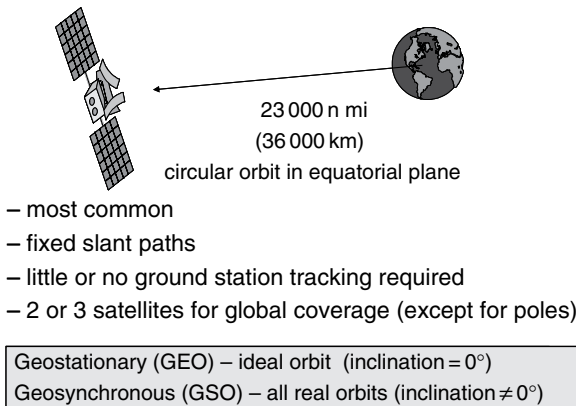 23 000 n mi
(36 000 km)
circular orbit in equatorial plane
– most common
– fixed slant paths
– little or no ground station tracking required
– 2 or 3 satellites for global coverage (except for poles)
Geostationary (GEO) – ideal orbit (inclination = 0°)
Geosynchronous (GSO) – all real orbits (inclination ≠ 0°)